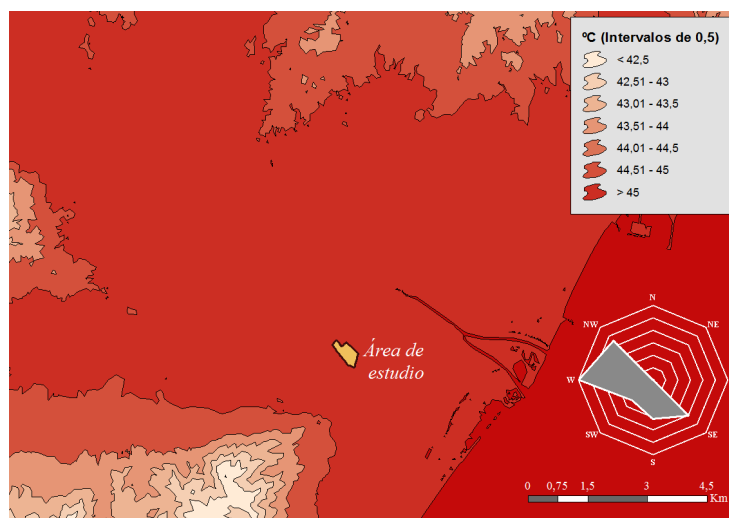 ºC (Intervalos de 0,5)
< 42,5
42,51 - 43
43,01 - 43,5
43,51 - 44
44,01 - 44,5
44,51 - 45
> 45
Área de
estudio
N
NW
NE
W
SW
SE
S
0 0,75 1,5 3 4,5
Km